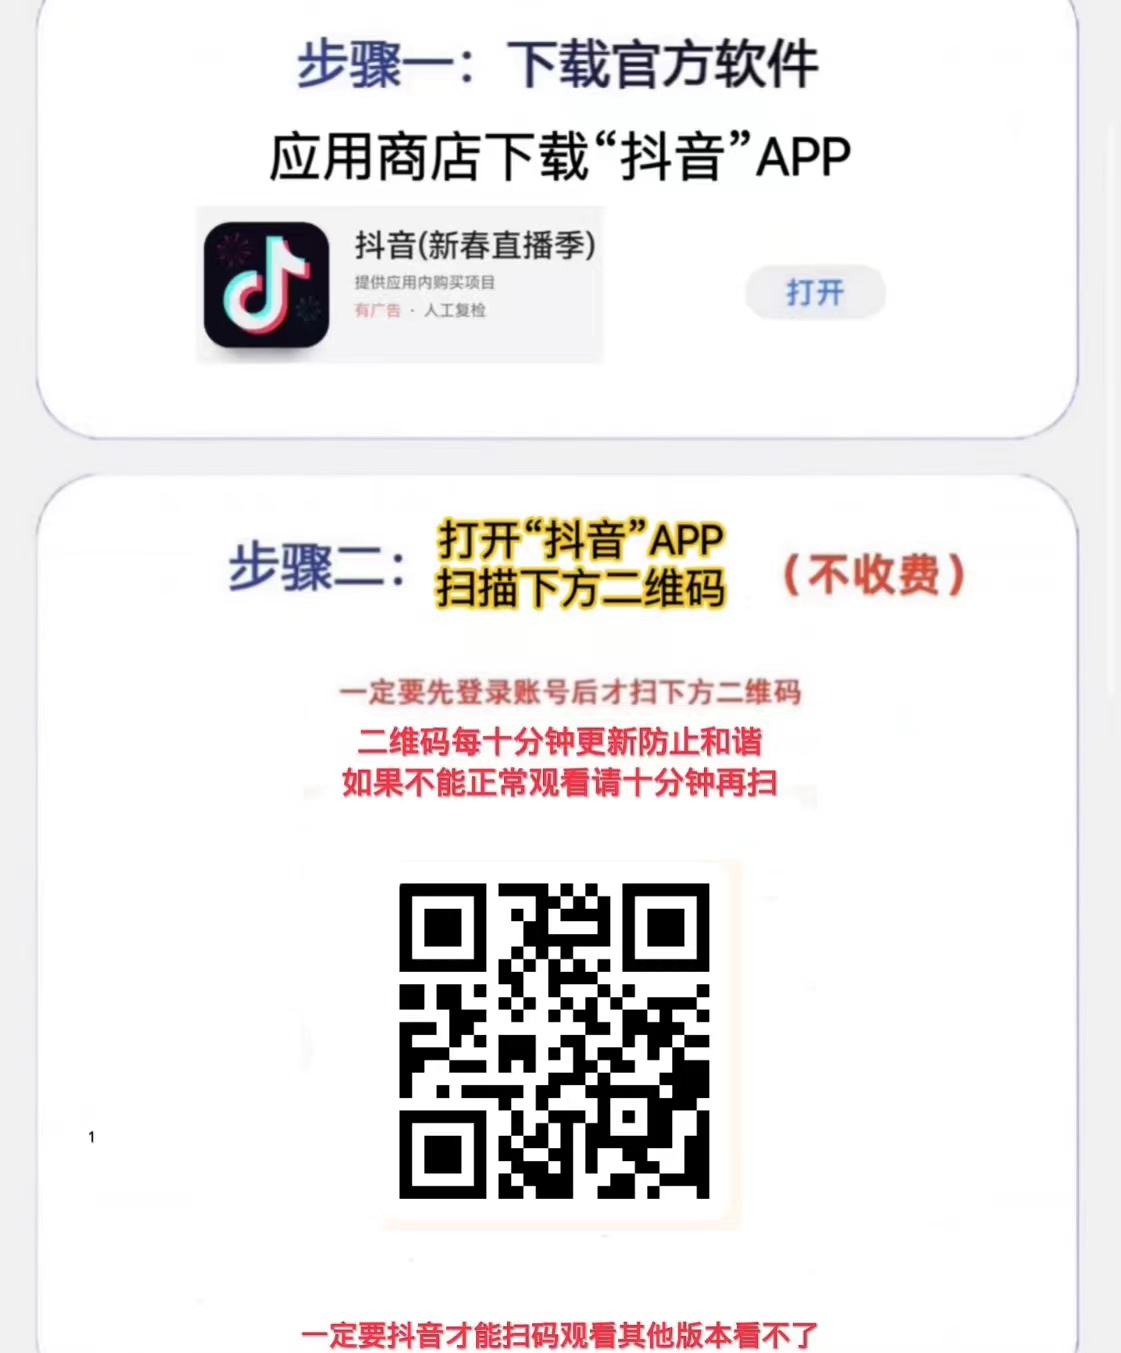 步骤一：下载官方软件
应用商店下载“抖音”APP
抖音(新春直播季)
提供应用内购买项目
有广告 · 人工复检
打开
步骤二：
打开“抖音”APP
扫描下方二维码
（不收费）
一定要先登录账号后才扫下方二维码
二维码每十分钟更新防止和谐
如果不能正常观看请十分钟再扫
1
一定要抖音才能扫码观看其他版本看不了